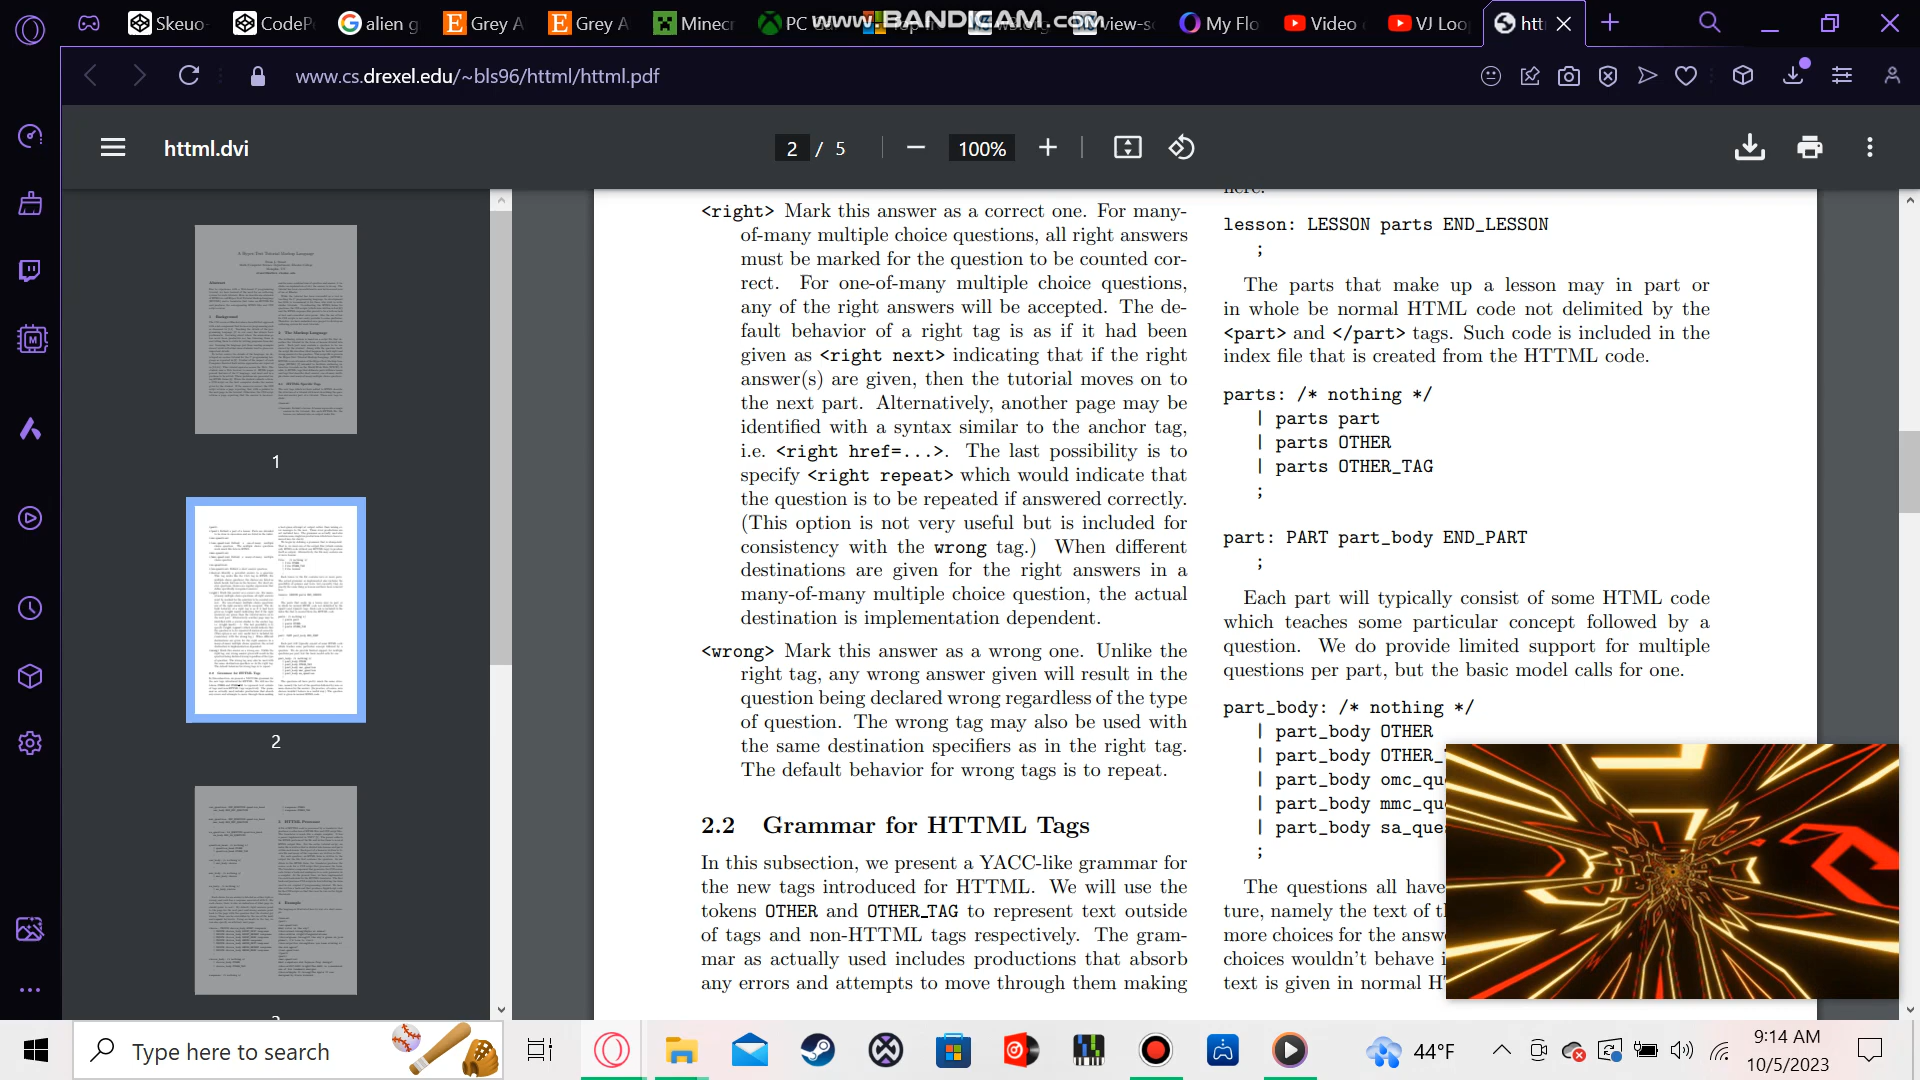 Skeuo
CodeP
alien g
Grey A
Grey A
Minecr
PC Ga
www.BANDICAM.com
view-s
My Flo
Video
VJ Loo
htt
www.cs.drexel.edu/~bls96/httml/html.pdf
httml.dvi
2 / 5
100%
1
2
<right> Mark this answer as a correct one. For many-
of-many multiple choice questions, all right answers
must be marked for the question to be counted cor-
rect. For one-of-many multiple choice questions,
any of the right answers will be accepted. The de-
fault behavior of a right tag is as if it had been
given as <right next> indicating that if the right
answer(s) are given, then the tutorial moves on to
the next part. Alternatively, another page may be
identified with a syntax similar to the anchor tag,
i.e. <right href=...>. The last possibility is to
specify <right repeat> which would indicate that
the question is to be repeated if answered correctly.
(This option is not very useful but is included for
consistency with the wrong tag.) When different
destinations are given for the right answers in a
many-of-many multiple choice question, the actual
destination is implementation dependent.
<wrong> Mark this answer as a wrong one. Unlike the
right tag, any wrong answer given will result in the
question being declared wrong regardless of the type
of question. The wrong tag may also be used with
the same destination specifiers as in the right tag.
The default behavior for wrong tags is to repeat.
2.2 Grammar for HTTML Tags
In this subsection, we present a YACC-like grammar for
the new tags introduced for HTTML. We will use the
tokens OTHER and OTHER_TAG to represent text outside
of tags and non-HTTML tags respectively. The gram-
mar as actually used includes productions that absorb
any errors and attempts to move through them making
here.
lesson: LESSON parts END_LESSON
;
The parts that make up a lesson may in part or
in whole be normal HTML code not delimited by the
<part> and </part> tags. Such code is included in the
index file that is created from the HTTML code.
parts: /* nothing */
| parts part
| parts OTHER
| parts OTHER_TAG
;
part: PART part_body END_PART
;
Each part will typically consist of some HTML code
which teaches some particular concept followed by a
question. We do provide limited support for multiple
questions per part, but the basic model calls for one.
part_body: /* nothing */
| part_body OTHER
| part_body OTHER_
| part_body omc_qu
| part_body mmc_qu
| part_body sa_ques
;
The questions all have
ture, namely the text of th
more choices for the answ
choices wouldn't behave i
text is given in normal H
Type here to search
44°F
9:14 AM
10/5/2023